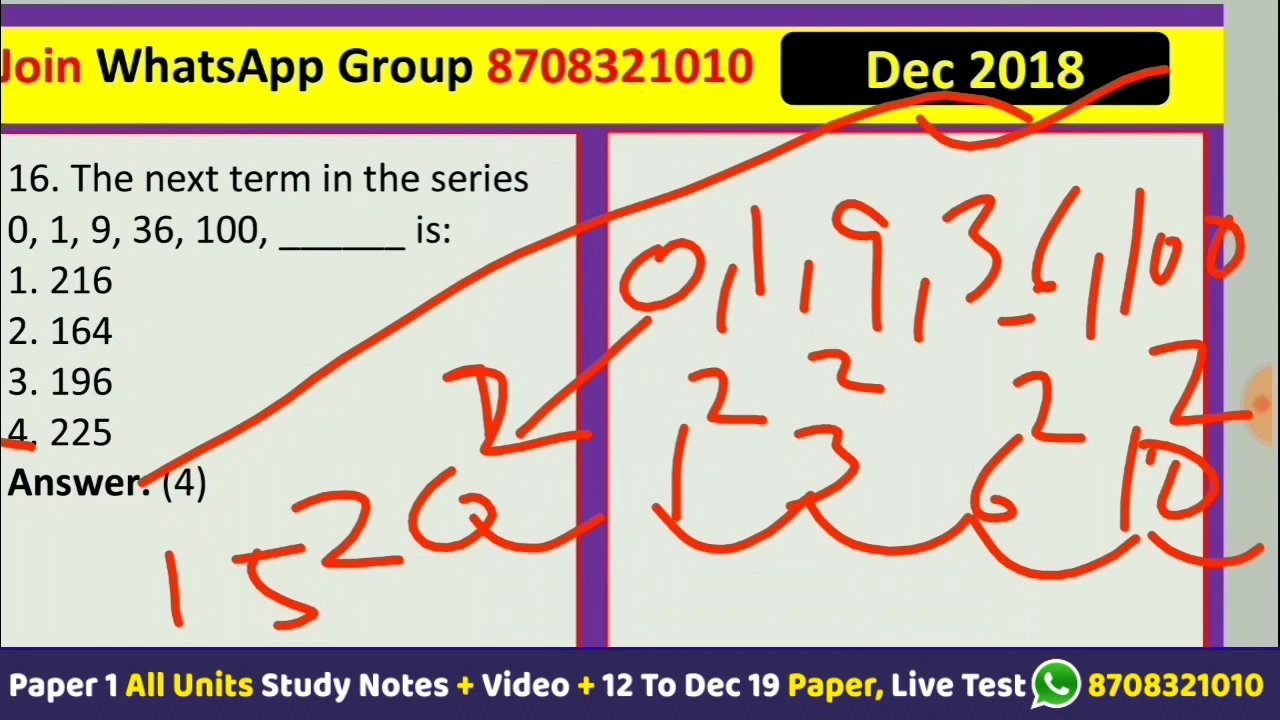 Join WhatsApp Group 8708321010
Dec 2018
16. The next term in the series
0, 1, 9, 36, 100, ______ is:
1. 216
2. 164
3. 196
4. 225
Answer. (4)
0, 1, 9, 36, 100
0² 1² 3² 6² 10²
15²
Paper 1 All Units Study Notes + Video + 12 To Dec 19 Paper, Live Test 8708321010